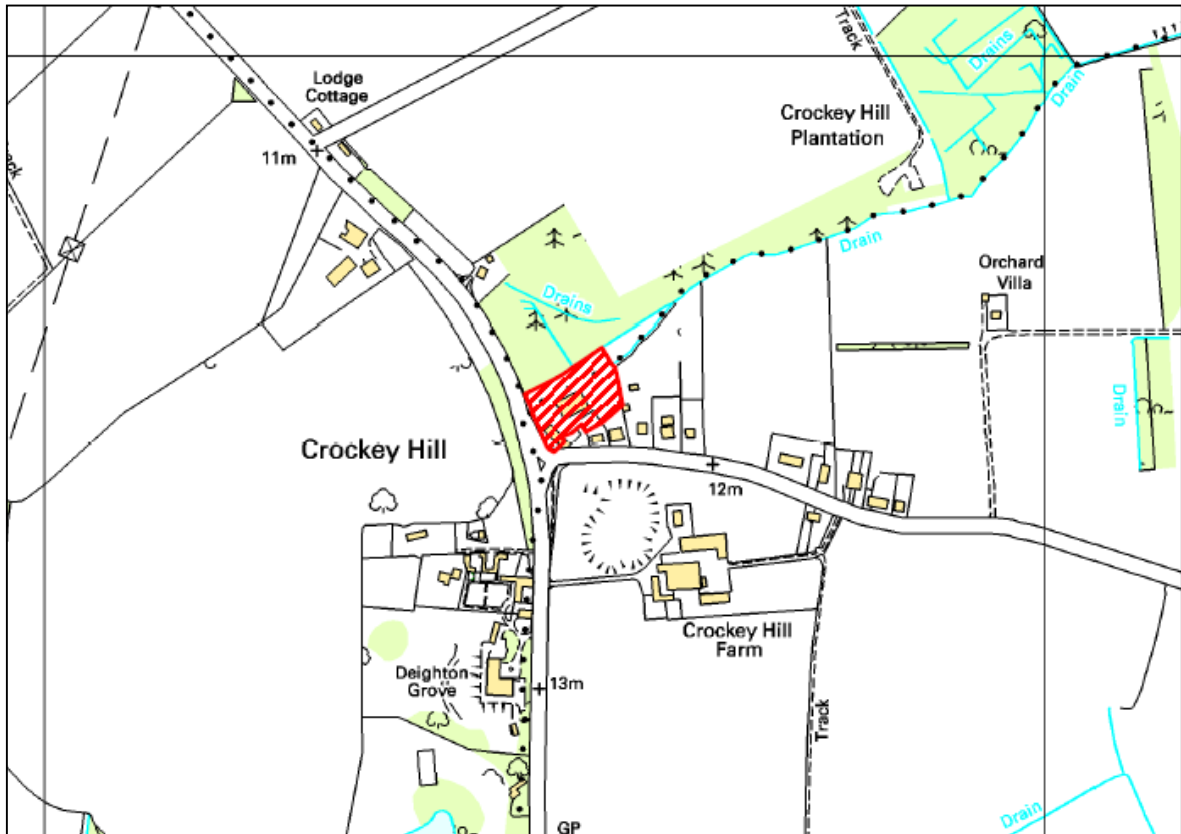 Track
Drains
Lodge
Cottage
Drain
Crockey Hill
Plantation
11m
Drain
Orchard
Villa
Drains
Drain
Crockey Hill
12m
Crockey Hill
Farm
Deighton
Grove
13m
Track
Drain
GP